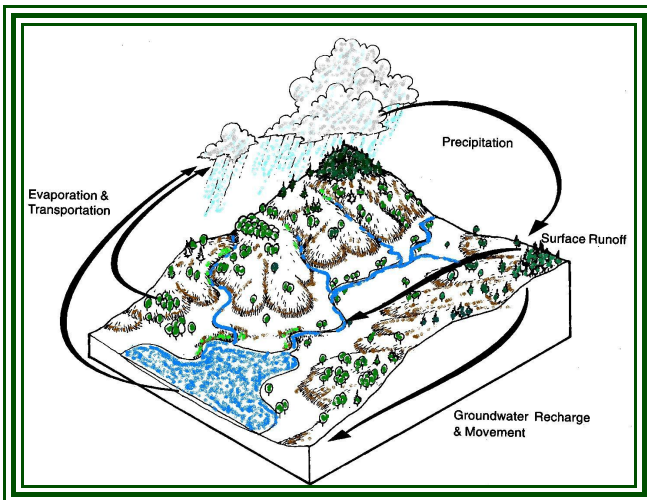 Precipitation
Evaporation &
Transportation
Surface Runoff
Groundwater Recharge
& Movement